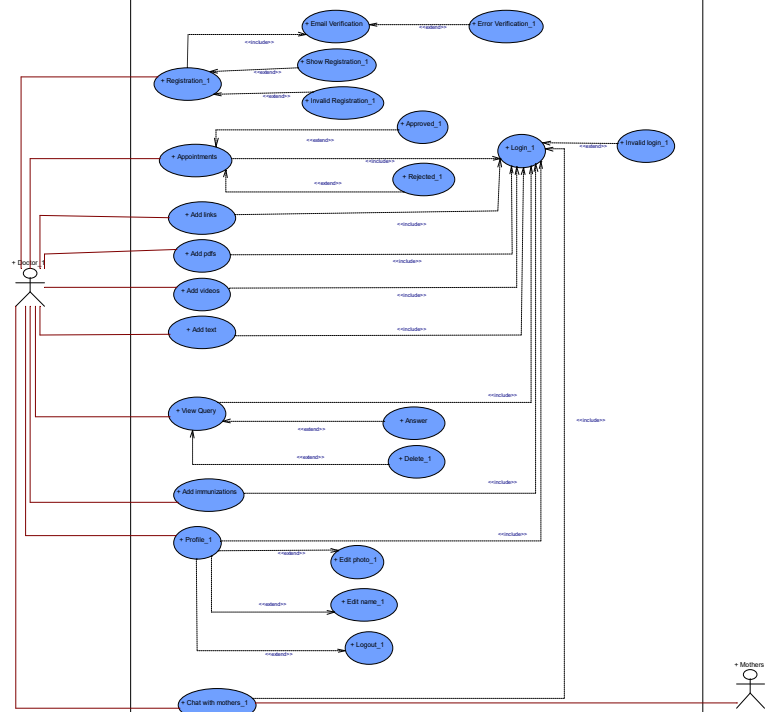 + Email Verification
<<extend>>
+ Error Verification_1
<<include>>
+ Show Registration_1
<<extend>>
+ Registration_1
<<extend>>
+ Invalid Registration_1
+ Approved_1
<<extend>>
+ Appointments
<<include>>
+ Login_1
<<extend>>
+ Invalid login_1
+ Rejected_1
<<extend>>
+ Add links
<<include>>
+ Add pdfs
<<include>>
+ Doctor_1
+ Add videos
<<include>>
+ Add text
<<include>>
<<include>>
+ View Query
<<include>>
+ Answer
<<extend>>
+ Delete_1
<<extend>>
+ Add immunizations
<<include>>
+ Profile_1
<<include>>
<<extend>>
+ Edit photo_1
+ Edit name_1
<<extend>>
+ Logout_1
<<extend>>
+ Mothers
+ Chat with mothers_1